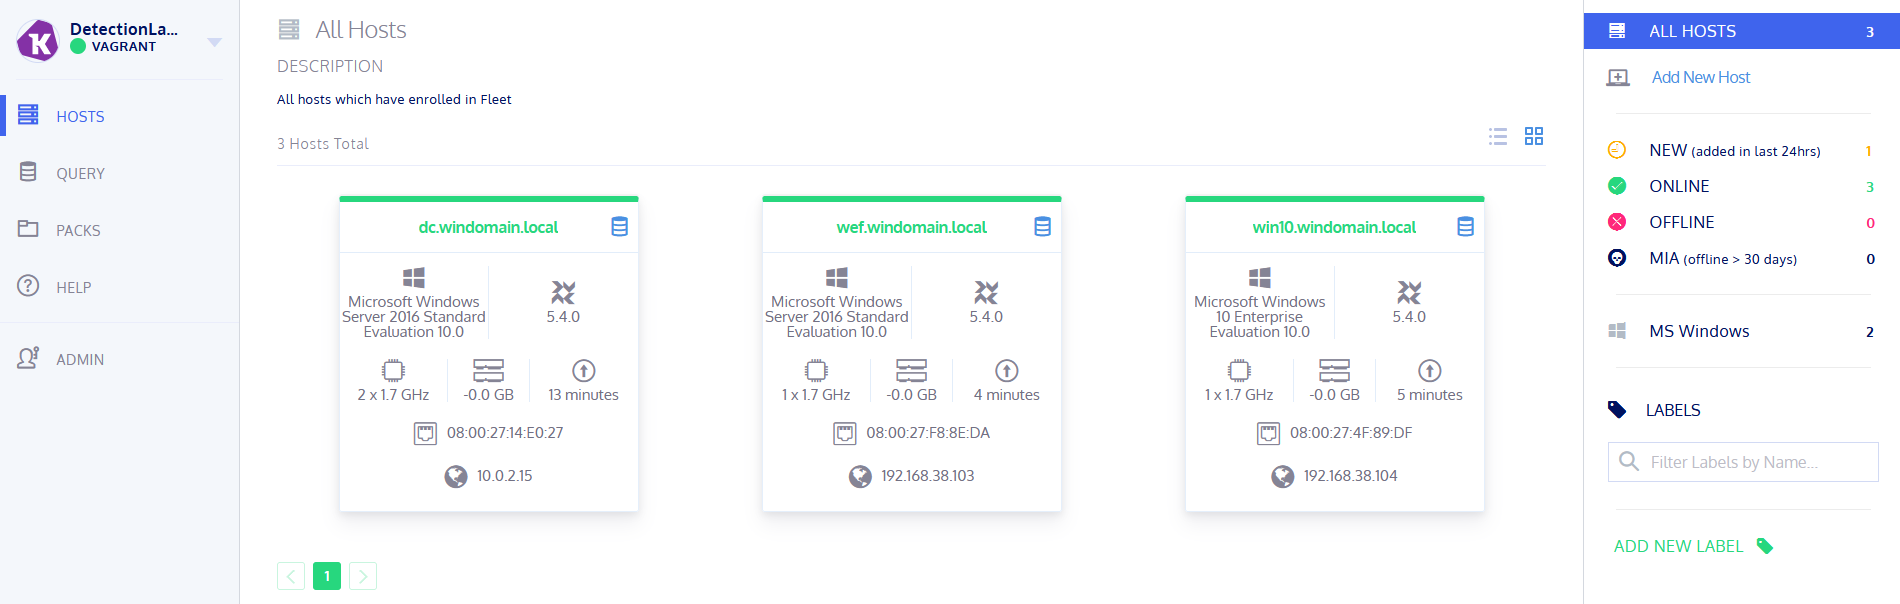 DetectionLa...
VAGRANT
HOSTS
QUERY
PACKS
HELP
ADMIN
All Hosts
DESCRIPTION
All hosts which have enrolled in Fleet
3 Hosts Total
dc.windomain.local
Microsoft Windows
Server 2016 Standard
Evaluation 10.0
5.4.0
2 x 1.7 GHz
-0.0 GB
13 minutes
08:00:27:14:E0:27
10.0.2.15
wef.windomain.local
Microsoft Windows
Server 2016 Standard
Evaluation 10.0
5.4.0
1 x 1.7 GHz
-0.0 GB
4 minutes
08:00:27:F8:8E:DA
192.168.38.103
win10.windomain.local
Microsoft Windows
10 Enterprise
Evaluation 10.0
5.4.0
1 x 1.7 GHz
-0.0 GB
5 minutes
08:00:27:4F:89:DF
192.168.38.104
1
ALL HOSTS 3
Add New Host
NEW (added in last 24hrs) 1
ONLINE 3
OFFLINE 0
MIA (offline > 30 days) 0
MS Windows 2
LABELS
Filter Labels by Name...
ADD NEW LABEL